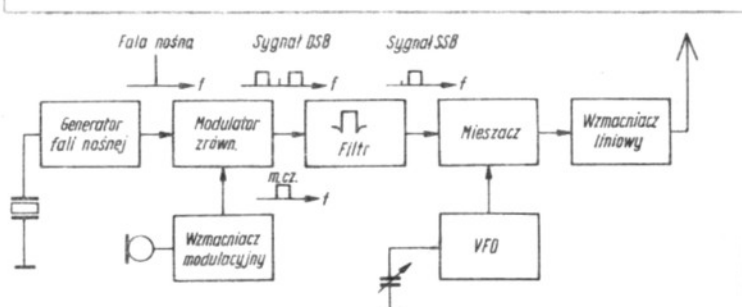 Fala nośna
Sygnał DSB
Sygnał SSB
f
f
f
Generator
fali nośnej
Modulator
zrówn.
Filtr
Mieszacz
Wzmacniacz
liniowy
m.cz.
f
Wzmacniacz
modulacyjny
VFO